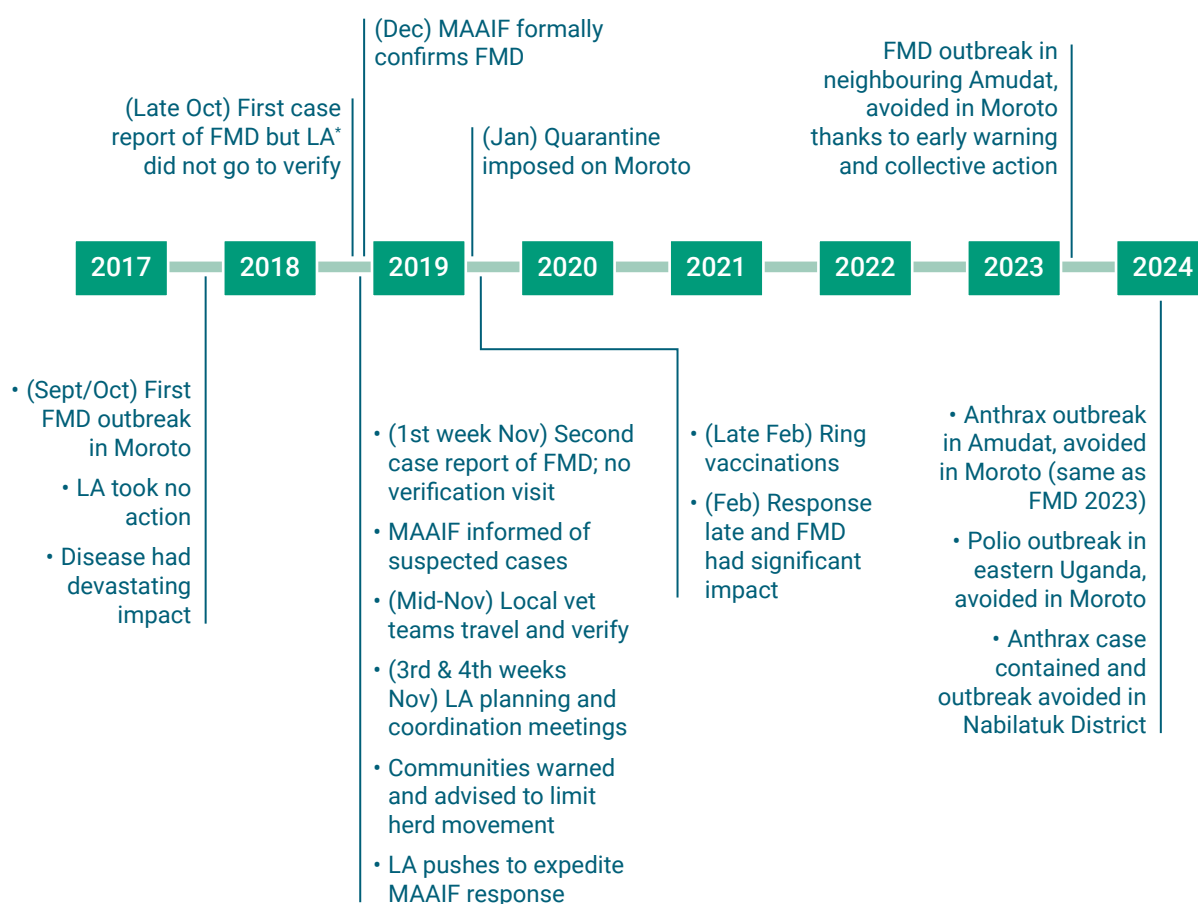 (Dec) MAAIF formally
confirms FMD
(Late Oct) First case
report of FMD but LA*
did not go to verify
(Jan) Quarantine
imposed on Moroto
FMD outbreak in
neighbouring Amudat,
avoided in Moroto
thanks to early warning
and collective action
2017
2018
2019
2020
2021
2022
2023
2024
• (Sept/Oct) First
FMD outbreak
in Moroto
• LA took no
action
• Disease had
devastating
impact
• (1st week Nov) Second
case report of FMD; no
verification visit
• MAAIF informed of
suspected cases
• (Mid-Nov) Local vet
teams travel and verify
• (3rd & 4th weeks
Nov) LA planning and
coordination meetings
• Communities warned
and advised to limit
herd movement
• LA pushes to expedite
MAAIF response
• (Late Feb) Ring
vaccinations
• (Feb) Response
late and FMD
had significant
impact
• Anthrax outbreak
in Amudat, avoided
in Moroto (same as
FMD 2023)
• Polio outbreak in
eastern Uganda,
avoided in Moroto
• Anthrax case
contained and
outbreak avoided in
Nabilatuk District